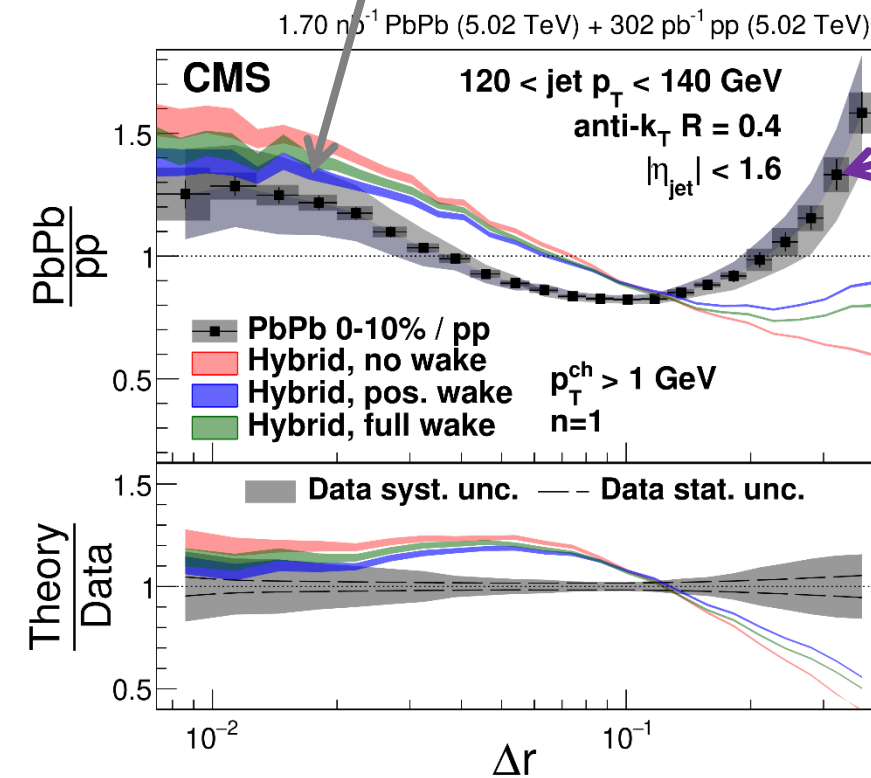 1.70 nb⁻¹ PbPb (5.02 TeV) + 302 pb⁻¹ pp (5.02 TeV)
CMS
120 < jet p_T < 140 GeV
anti-k_T R = 0.4
|η_jet| < 1.6
PbPb
pp
1.5
1
0.5
PbPb 0-10% / pp
Hybrid, no wake
Hybrid, pos. wake
Hybrid, full wake
p_T^ch > 1 GeV
n=1
Theory
Data
1.5
1
0.5
Data syst. unc.
Data stat. unc.
10⁻²
10⁻¹
Δr